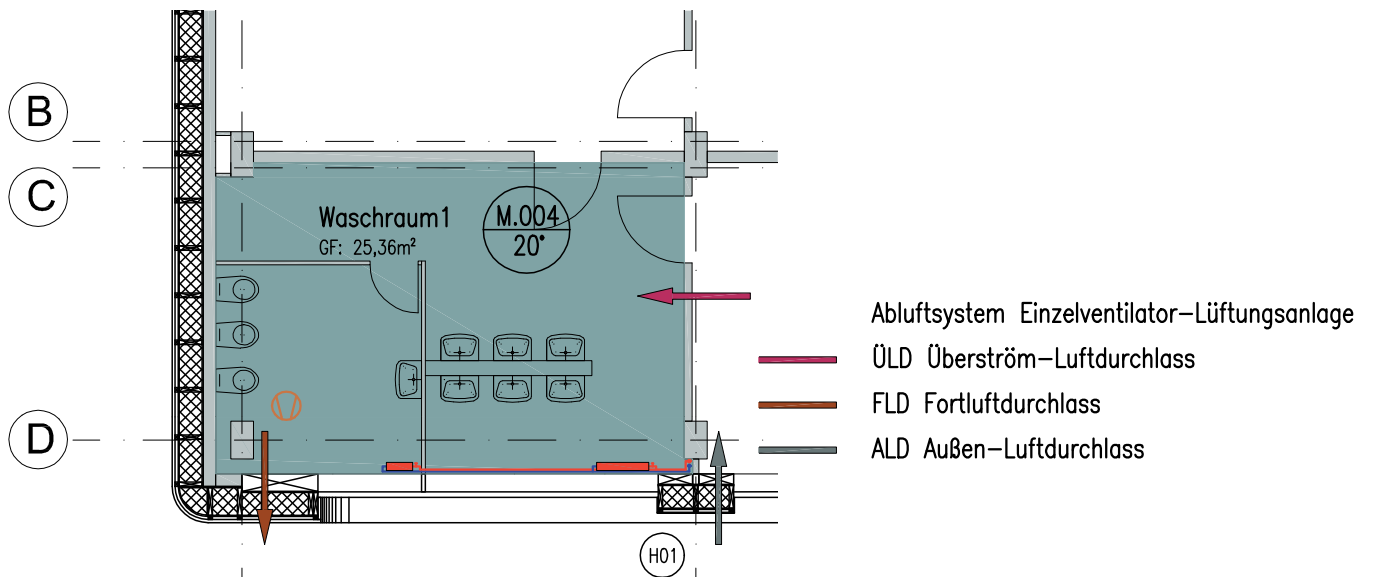 B
C
Waschraum1
GF: 25,36m²
M.004
20°
Abluftsystem Einzelventilator–Lüftungsanlage
ÜLD Überström–Luftdurchlass
FLD Fortluftdurchlass
D
ALD Außen–Luftdurchlass
H01